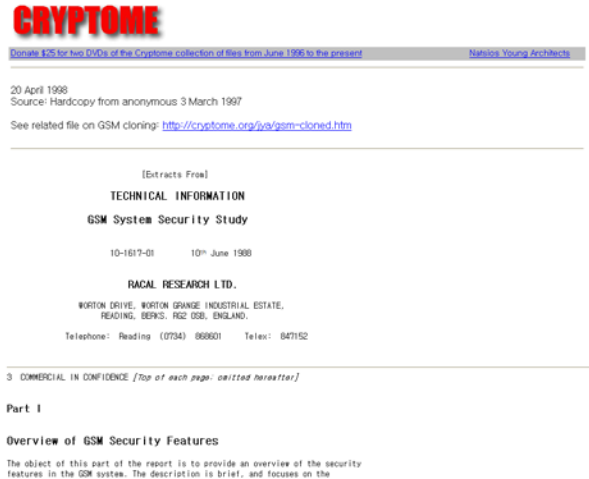 CRYPTOME
Donate $25 for two DVDs of the Cryptome collection of files from June 1996 to the present    Natsios Young Architects
20 April 1998
Source: Hardcopy from anonymous 3 March 1997
See related file on GSM cloning: http://cryptome.org/jya/gsm-cloned.htm
[Extracts From]
TECHNICAL INFORMATION
GSM System Security Study
10-1617-01    10th June 1988
RACAL RESEARCH LTD.
WORTON DRIVE, WORTON GRANGE INDUSTRIAL ESTATE,
READING, BERKS. RG2 0SB, ENGLAND.
Telephone: Reading (0734) 868601    Telex: 847152
3 COMMERCIAL IN CONFIDENCE [Top of each page: omitted hereafter]
Part I
Overview of GSM Security Features
The object of this part of the report is to provide an overview of the security
features in the GSM system. The description is brief, and focuses on the